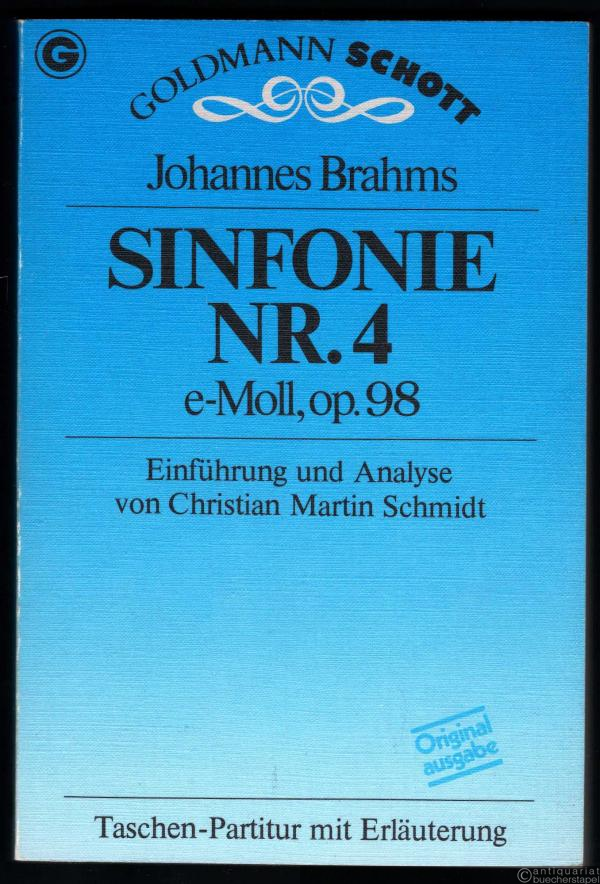 G
GOLDMANN SCHOTT
Johannes Brahms
SINFONIE
NR. 4
e-Moll, op. 98
Einführung und Analyse
von Christian Martin Schmidt
Original
ausgabe
Taschen-Partitur mit Erläuterung
antiquariat
buecherstapel